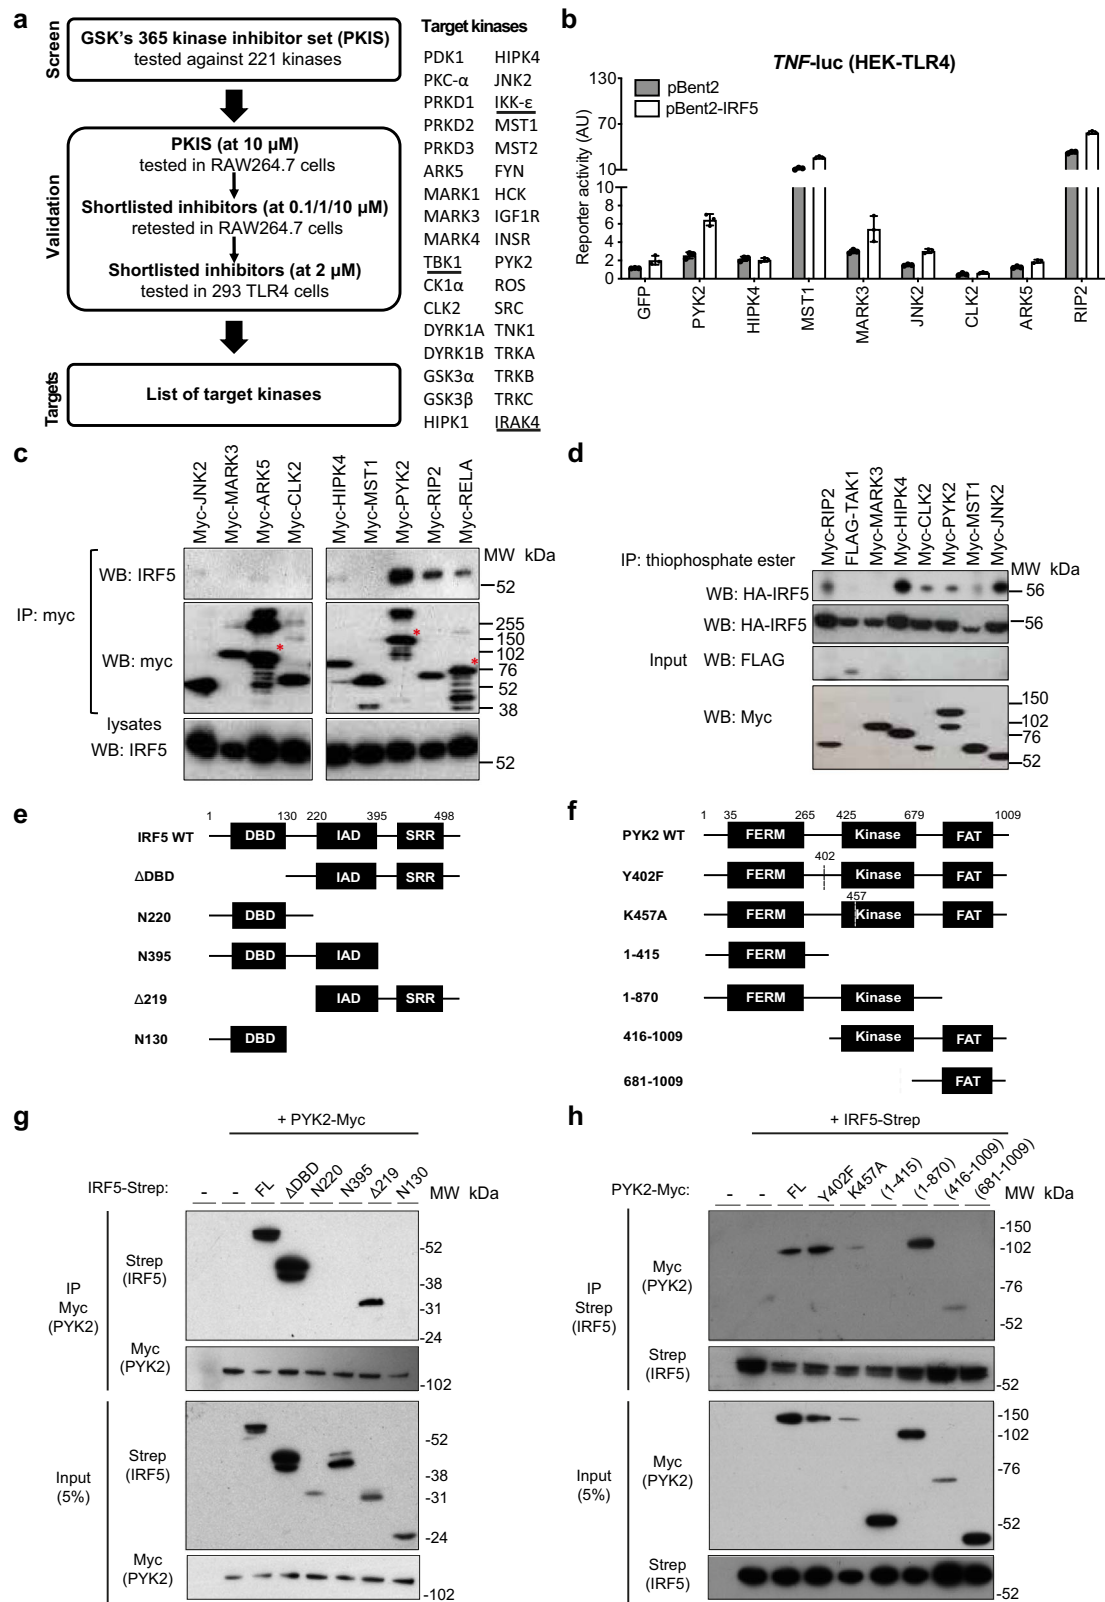 a
Screen
GSK's 365 kinase inhibitor set (PKIS)
tested against 221 kinases
Validation
PKIS (at 10 µM)
tested in RAW264.7 cells
Shortlisted inhibitors (at 0.1/1/10 µM)
retested in RAW264.7 cells
Shortlisted inhibitors (at 2 µM)
tested in 293 TLR4 cells
Targets
List of target kinases
Target kinases
PDK1 HIPK4
PKC-α JNK2
PRKD1 IKK-ε
PRKD2 MST1
PRKD3 MST2
ARK5 FYN
MARK1 HCK
MARK3 IGF1R
MARK4 INSR
TBK1 PYK2
CK1α ROS
CLK2 SRC
DYRK1A TNK1
DYRK1B TRKA
GSK3α TRKB
GSK3β TRKC
HIPK1 IRAK4
b
TNF-luc (HEK-TLR4)
pBent2
pBent2-IRF5
Reporter activity (AU)
130
70
10
10
8
6
4
2
0
GFP
PYK2
HIPK4
MST1
MARK3
JNK2
CLK2
ARK5
RIP2
c
Myc-JNK2
Myc-MARK3
Myc-ARK5
Myc-CLK2
Myc-HIPK4
Myc-MST1
Myc-PYK2
Myc-RIP2
Myc-RELA
MW kDa
IP: myc
WB: IRF5
52
WB: myc
*
*
*
255
150
102
76
52
38
lysates
WB: IRF5
52
d
Myc-RIP2
FLAG-TAK1
Myc-MARK3
Myc-HIPK4
Myc-CLK2
Myc-PYK2
Myc-MST1
Myc-JNK2
IP: thiophosphate ester
MW kDa
WB: HA-IRF5
56
WB: HA-IRF5
56
Input WB: FLAG
WB: Myc
150
102
76
52
e
1 130 220 395 498
IRF5 WT DBD IAD SRR
ΔDBD IAD SRR
N220 DBD
N395 DBD IAD
Δ219 IAD SRR
N130 DBD
f
1 35 265 425 679 1009
PYK2 WT FERM Kinase FAT
402
Y402F FERM Kinase FAT
457
K457A FERM Kinase FAT
1-415 FERM
1-870 FERM Kinase
416-1009 Kinase FAT
681-1009 FAT
g
+ PYK2-Myc
IRF5-Strep: - - FL ΔDBD N220 N395 Δ219 N130 MW kDa
IP
Myc
(PYK2)
Strep
(IRF5)
-52
-38
-31
-24
Myc
(PYK2)
-102
Input
(5%)
Strep
(IRF5)
-52
-38
-31
-24
Myc
(PYK2)
-102
h
+ IRF5-Strep
PYK2-Myc: - - FL Y402F K457A (1-415) (1-870) (416-1009) (681-1009) MW kDa
IP
Strep
(IRF5)
Myc
(PYK2)
-150
-102
-76
-52
Strep
(IRF5)
-52
Input
(5%)
Myc
(PYK2)
-150
-102
-76
-52
Strep
(IRF5)
-52